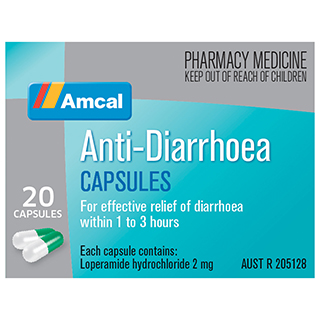 PHARMACY MEDICINE
KEEP OUT OF REACH OF CHILDREN
Amcal
Anti-Diarrhoea
CAPSULES
20
CAPSULES
For effective relief of diarrhoea
within 1 to 3 hours
Each capsule contains:
Loperamide hydrochloride 2 mg
AUST R 205128